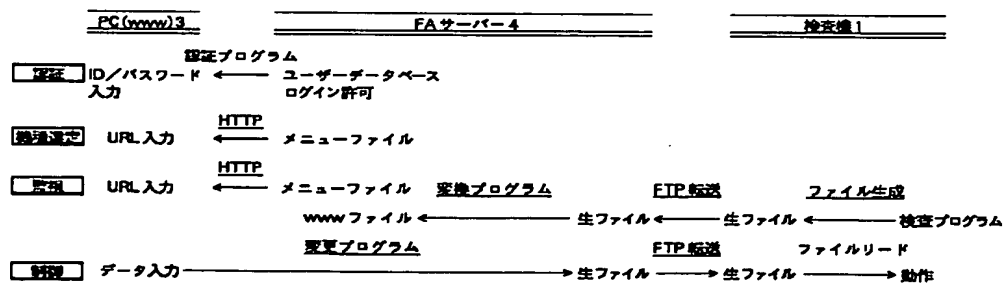 PC(www)3 FAサーバー4 検査機1
認証プログラム
認証 ID/パスワード ユーザーデータベース
入力 ログイン許可
HTTP
機種選定 URL入力 メニューファイル
HTTP
監視 URL入力 メニューファイル 変換プログラム FTP転送 ファイル生成
wwwファイル 生ファイル 生ファイル 検査プログラム
変更プログラム FTP転送 ファイルリード
制御 データ入力 生ファイル 生ファイル 動作